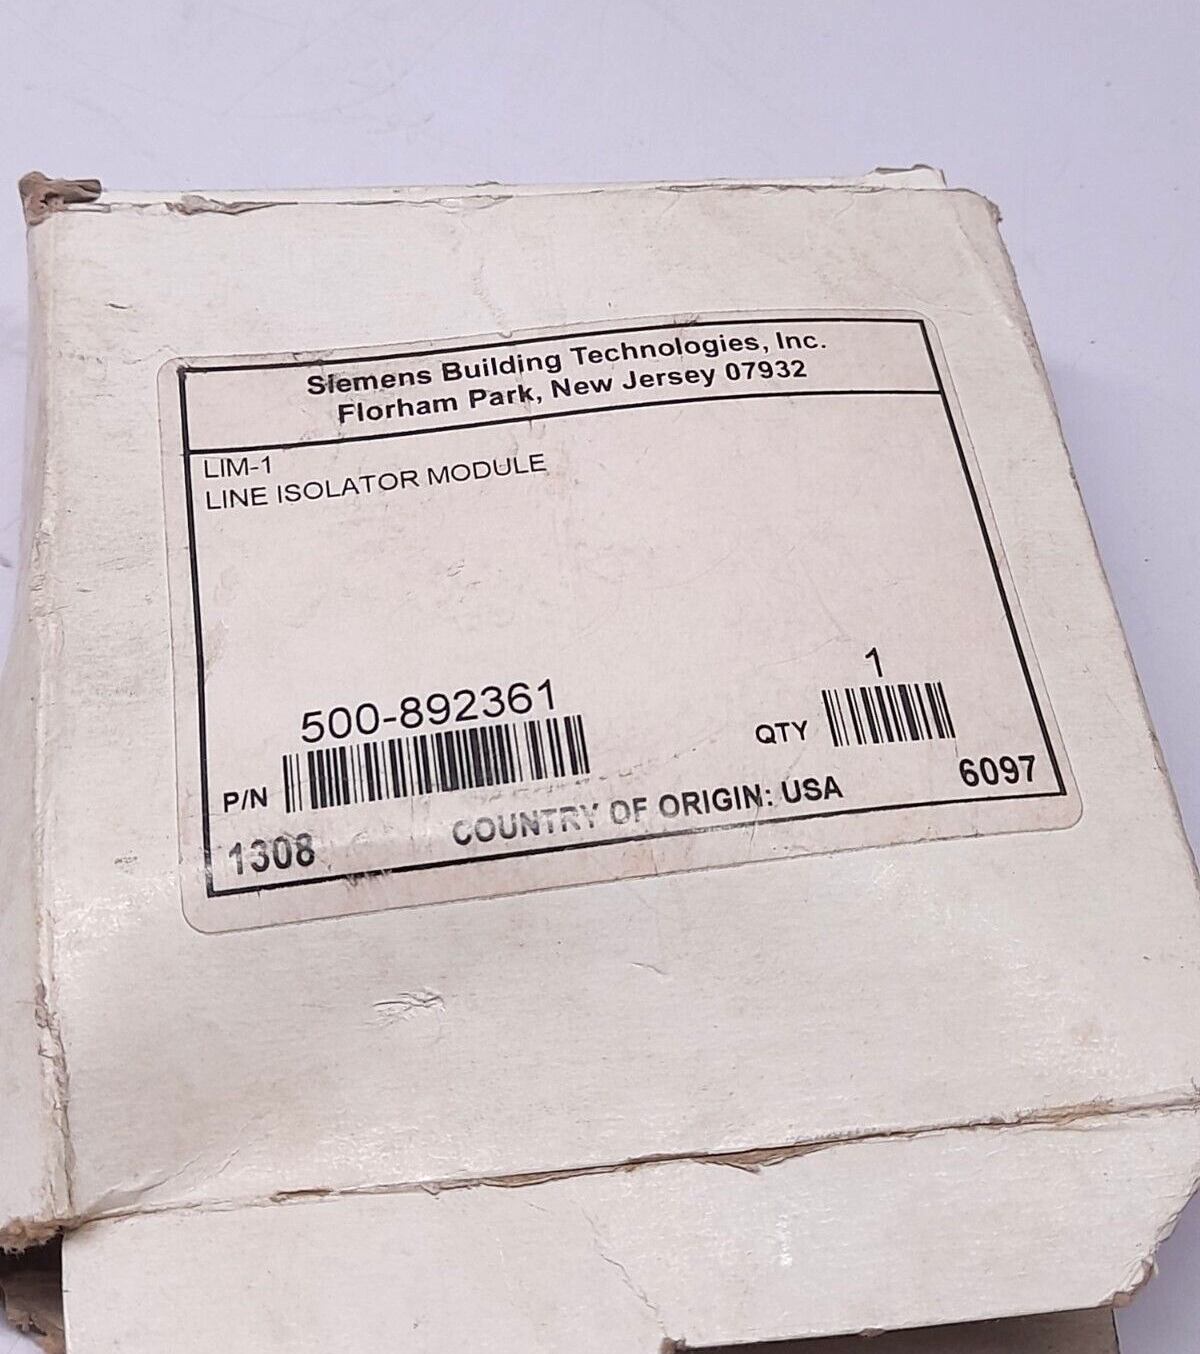 Siemens Building Technologies, Inc.
Florham Park, New Jersey 07932
LIM-1
LINE ISOLATOR MODULE
500-892361
P/N
1
QTY
1308
COUNTRY OF ORIGIN: USA
6097